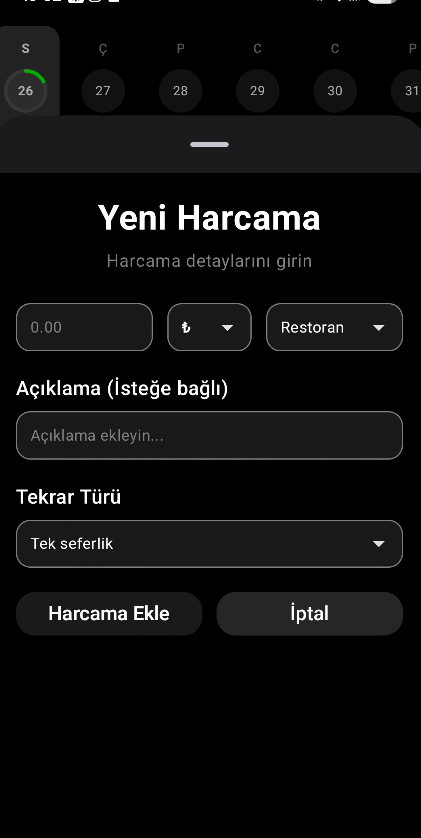 S Ç P C C P
26 27 28 29 30 31
Yeni Harcama
Harcama detaylarını girin
0.00 ₺ Restoran
Açıklama (İsteğe bağlı)
Açıklama ekleyin...
Tekrar Türü
Tek seferlik
Harcama Ekle İptal